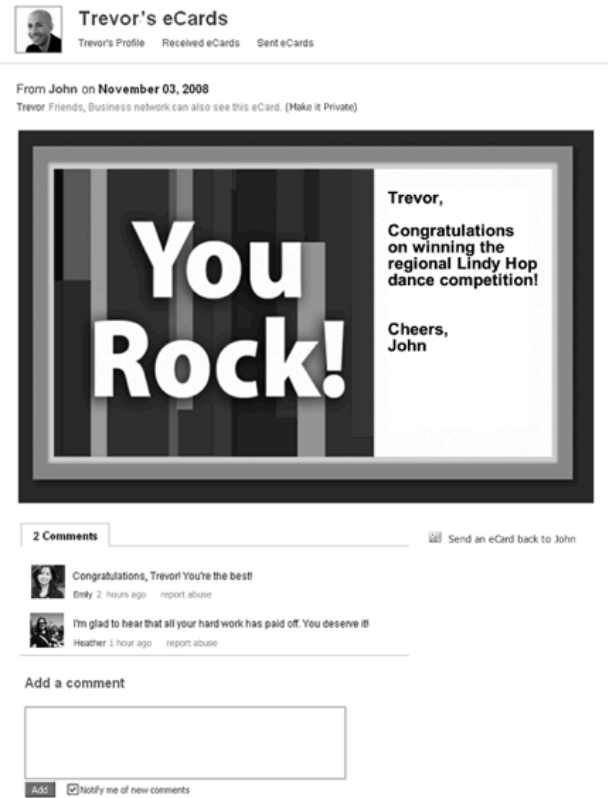 Trevor's eCards
Trevor's Profile Received eCards Sent eCards
From John on November 03, 2008
Trevor Friends, Business network can also see this eCard. (Make it Private)
You
Rock!
Trevor,
Congratulations
on winning the
regional Lindy Hop
dance competition!
Cheers,
John
2 Comments
Send an eCard back to John
Congratulations, Trevor! You're the best!
Emily 2 hours ago report abuse
I'm glad to hear that all your hard work has paid off. You deserve it!
Heather 1 hour ago report abuse
Add a comment
Add
Notify me of new comments